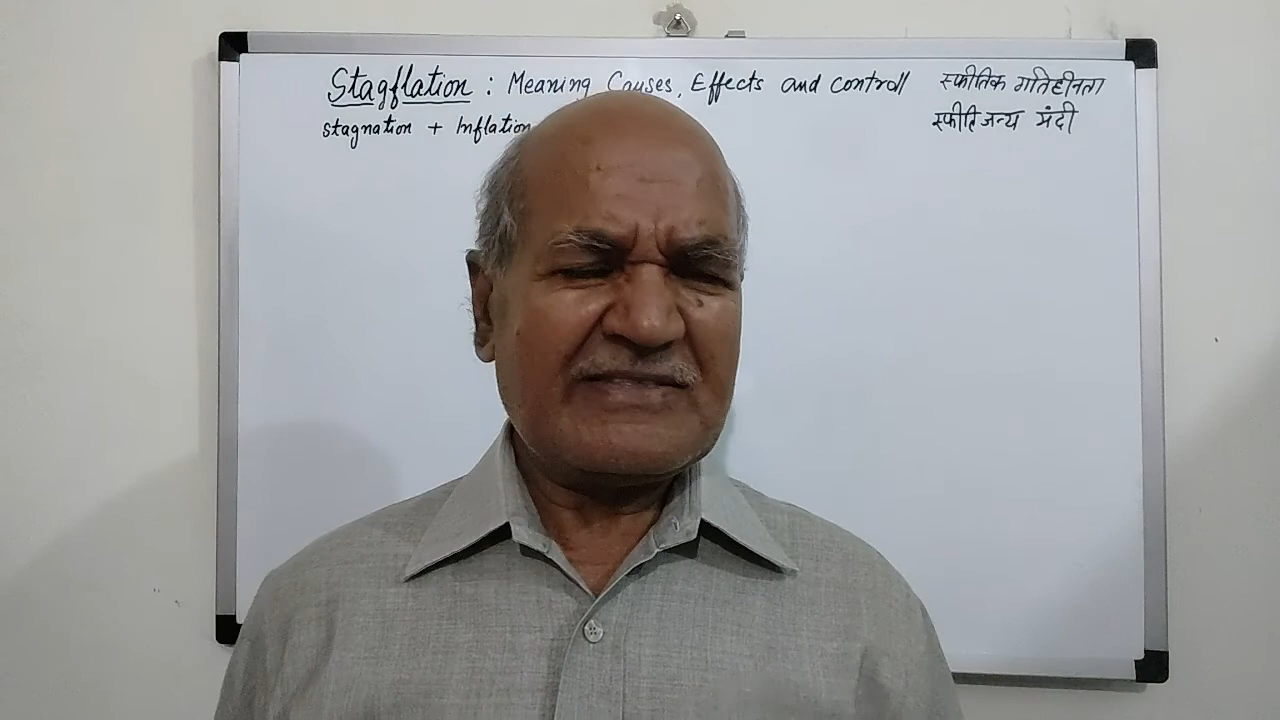 Stagflation : Meaning Causes, Effects and controll
स्फीतिक गतिहीनता
stagnation + Inflation
स्फीति जन्य मंदी